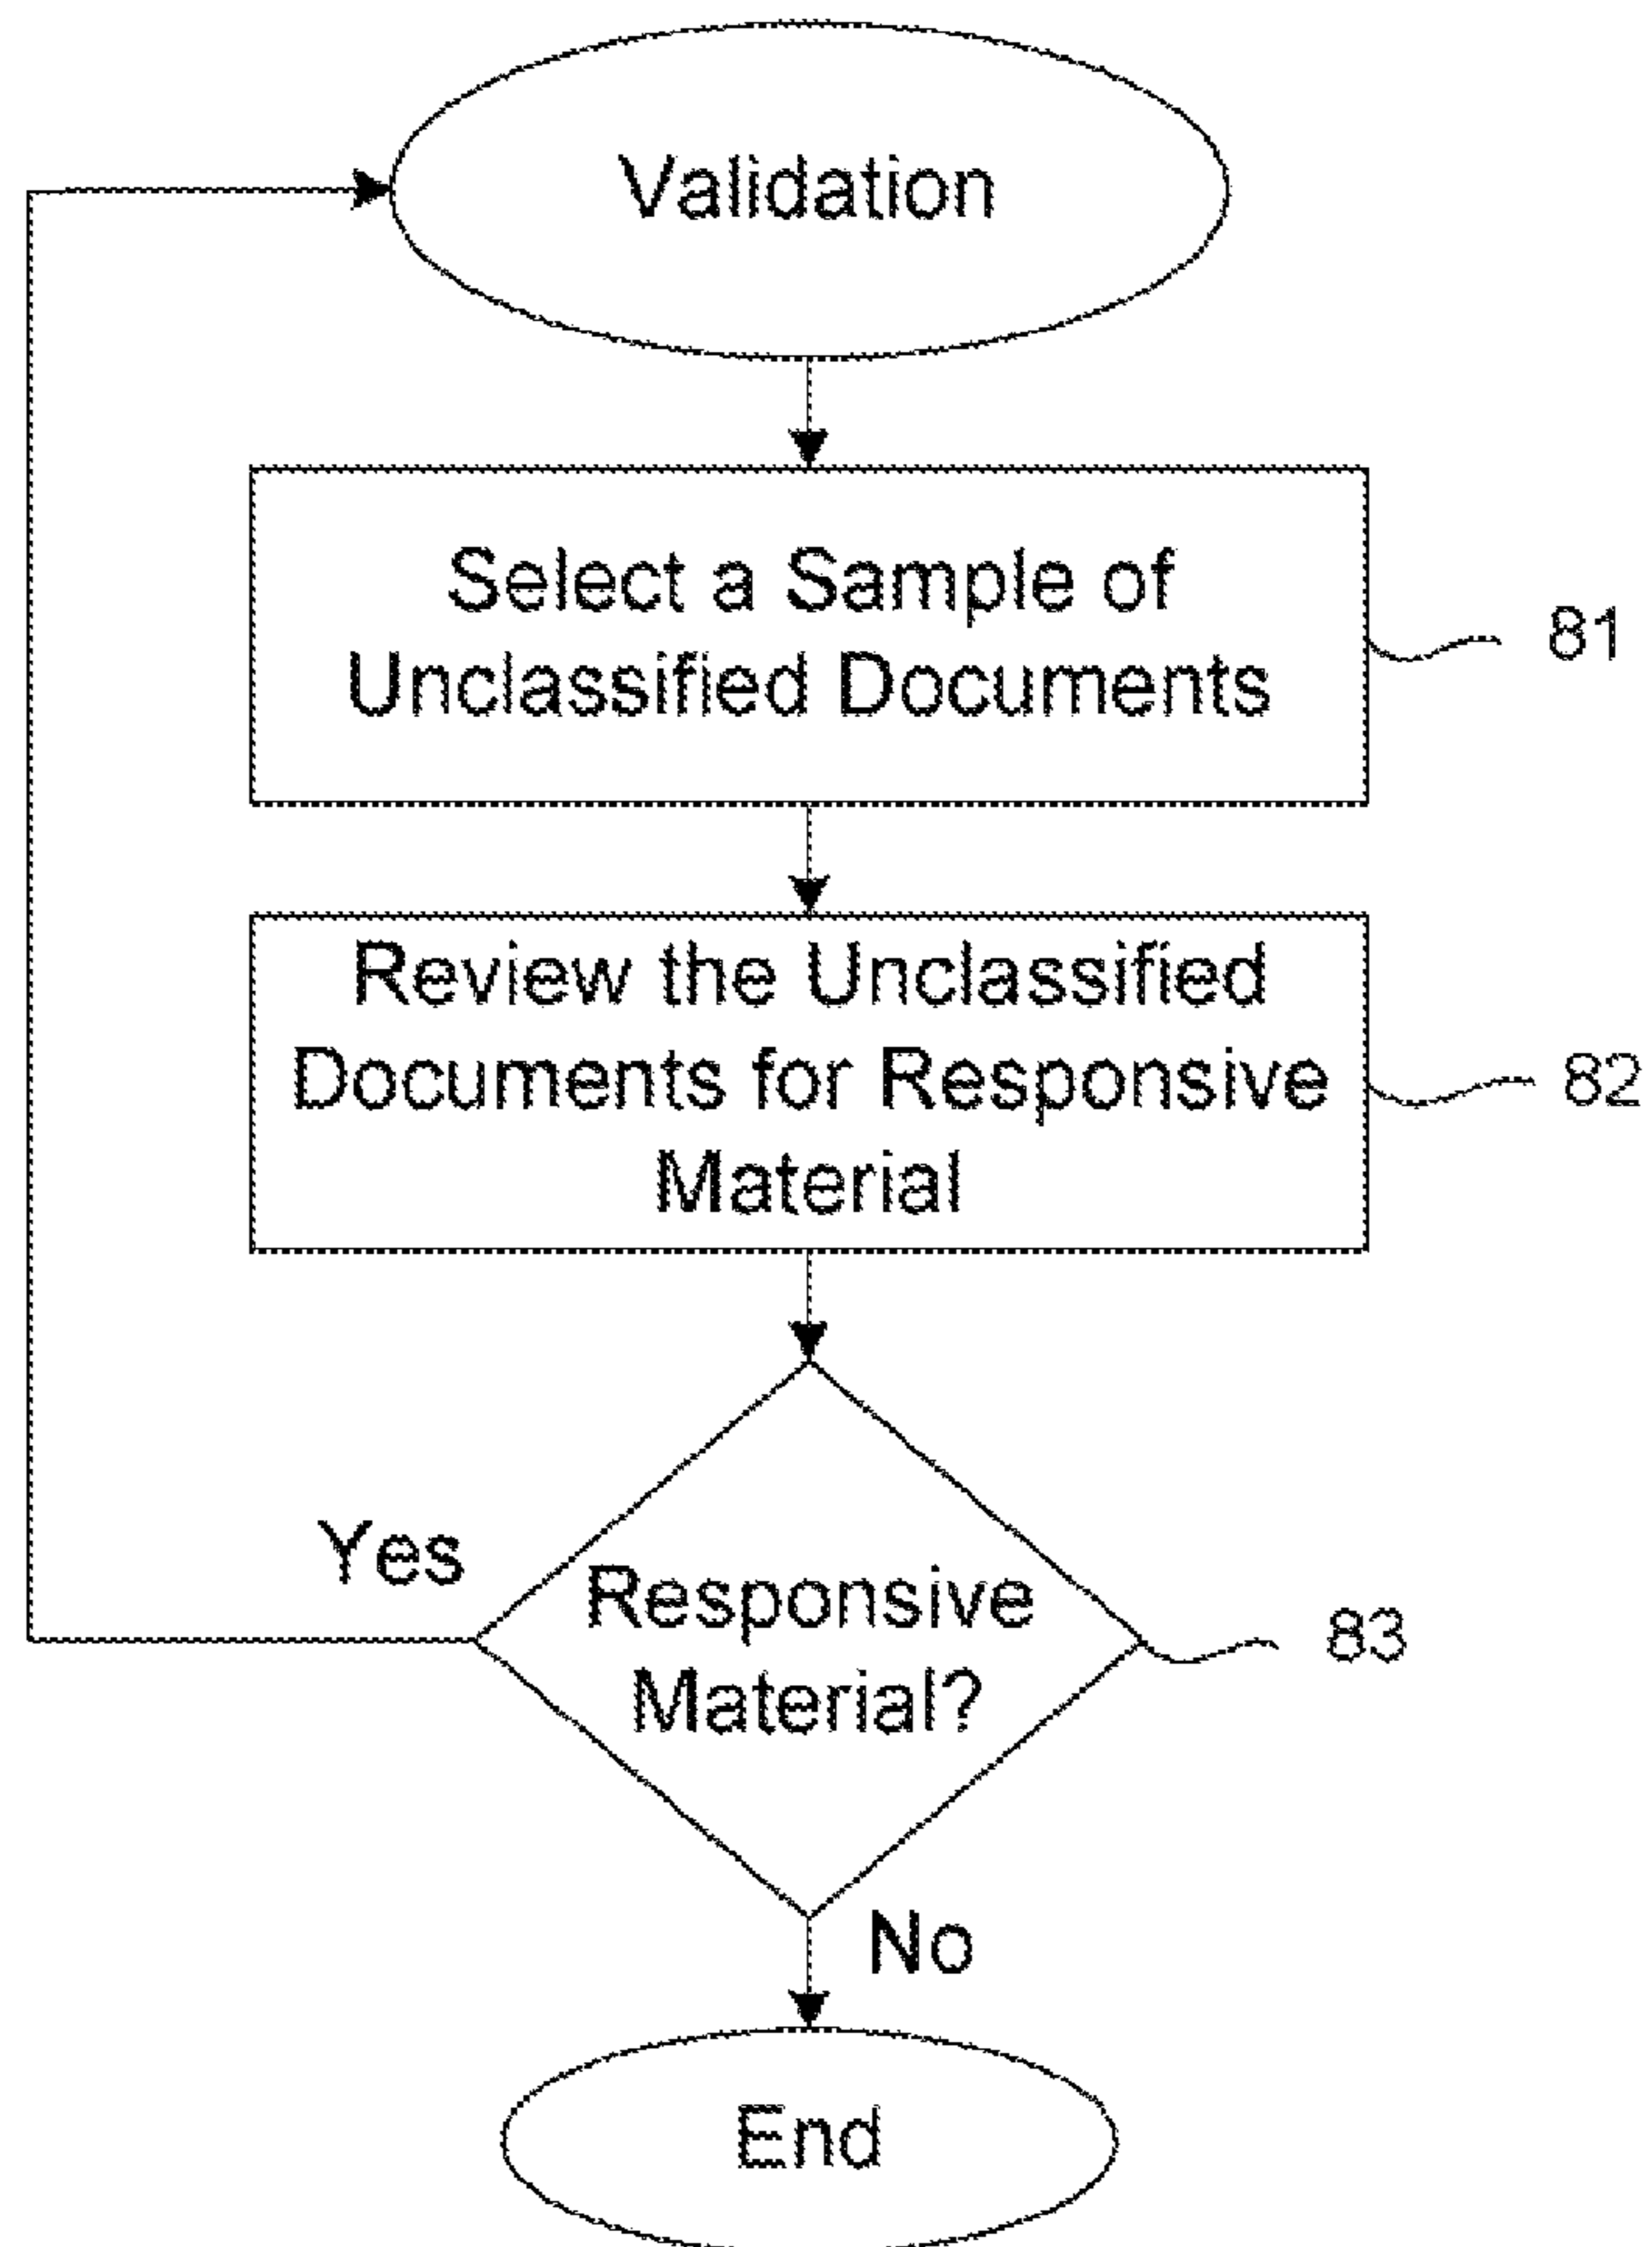 Validation
Select a Sample of
Unclassified Documents
81
Review the Unclassified
Documents for Responsive
Material
82
Yes
Responsive
Material?
83
No
End